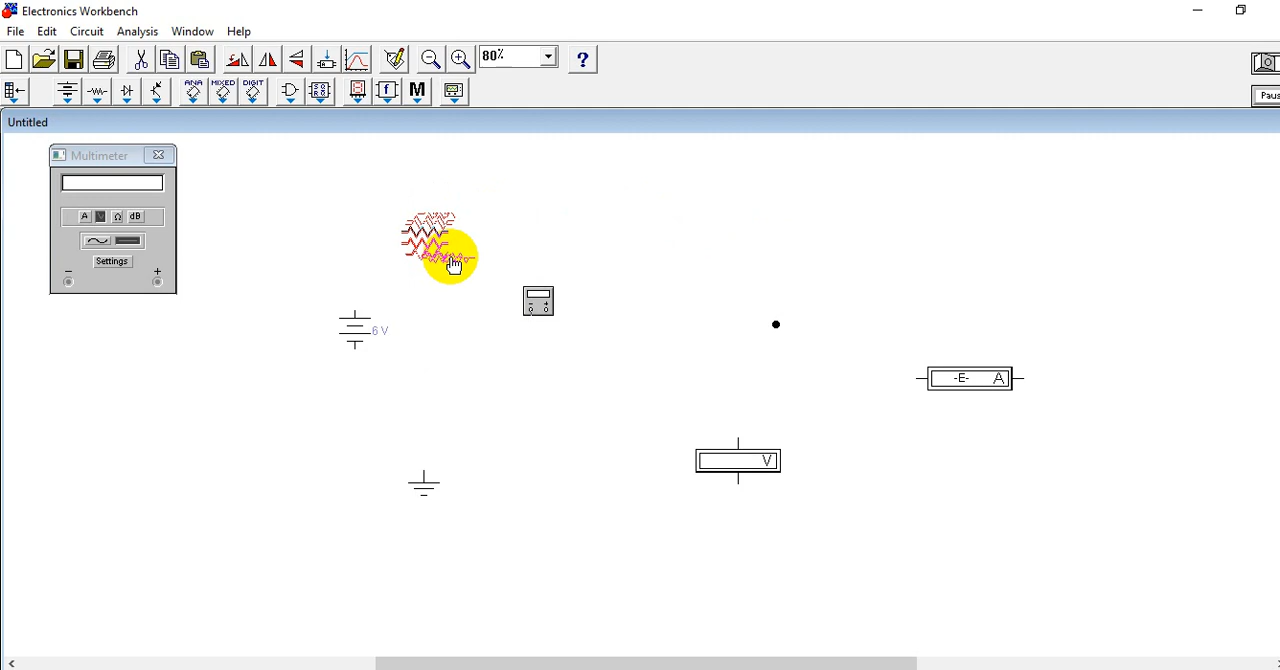 Electronics Workbench
File Edit Circuit Analysis Window Help
80% ?
ANA MIXED DIGIT f M
Paus
Untitled
Multimeter
A V Ω dB
Settings
− +
6 V
− +
-E- A
V